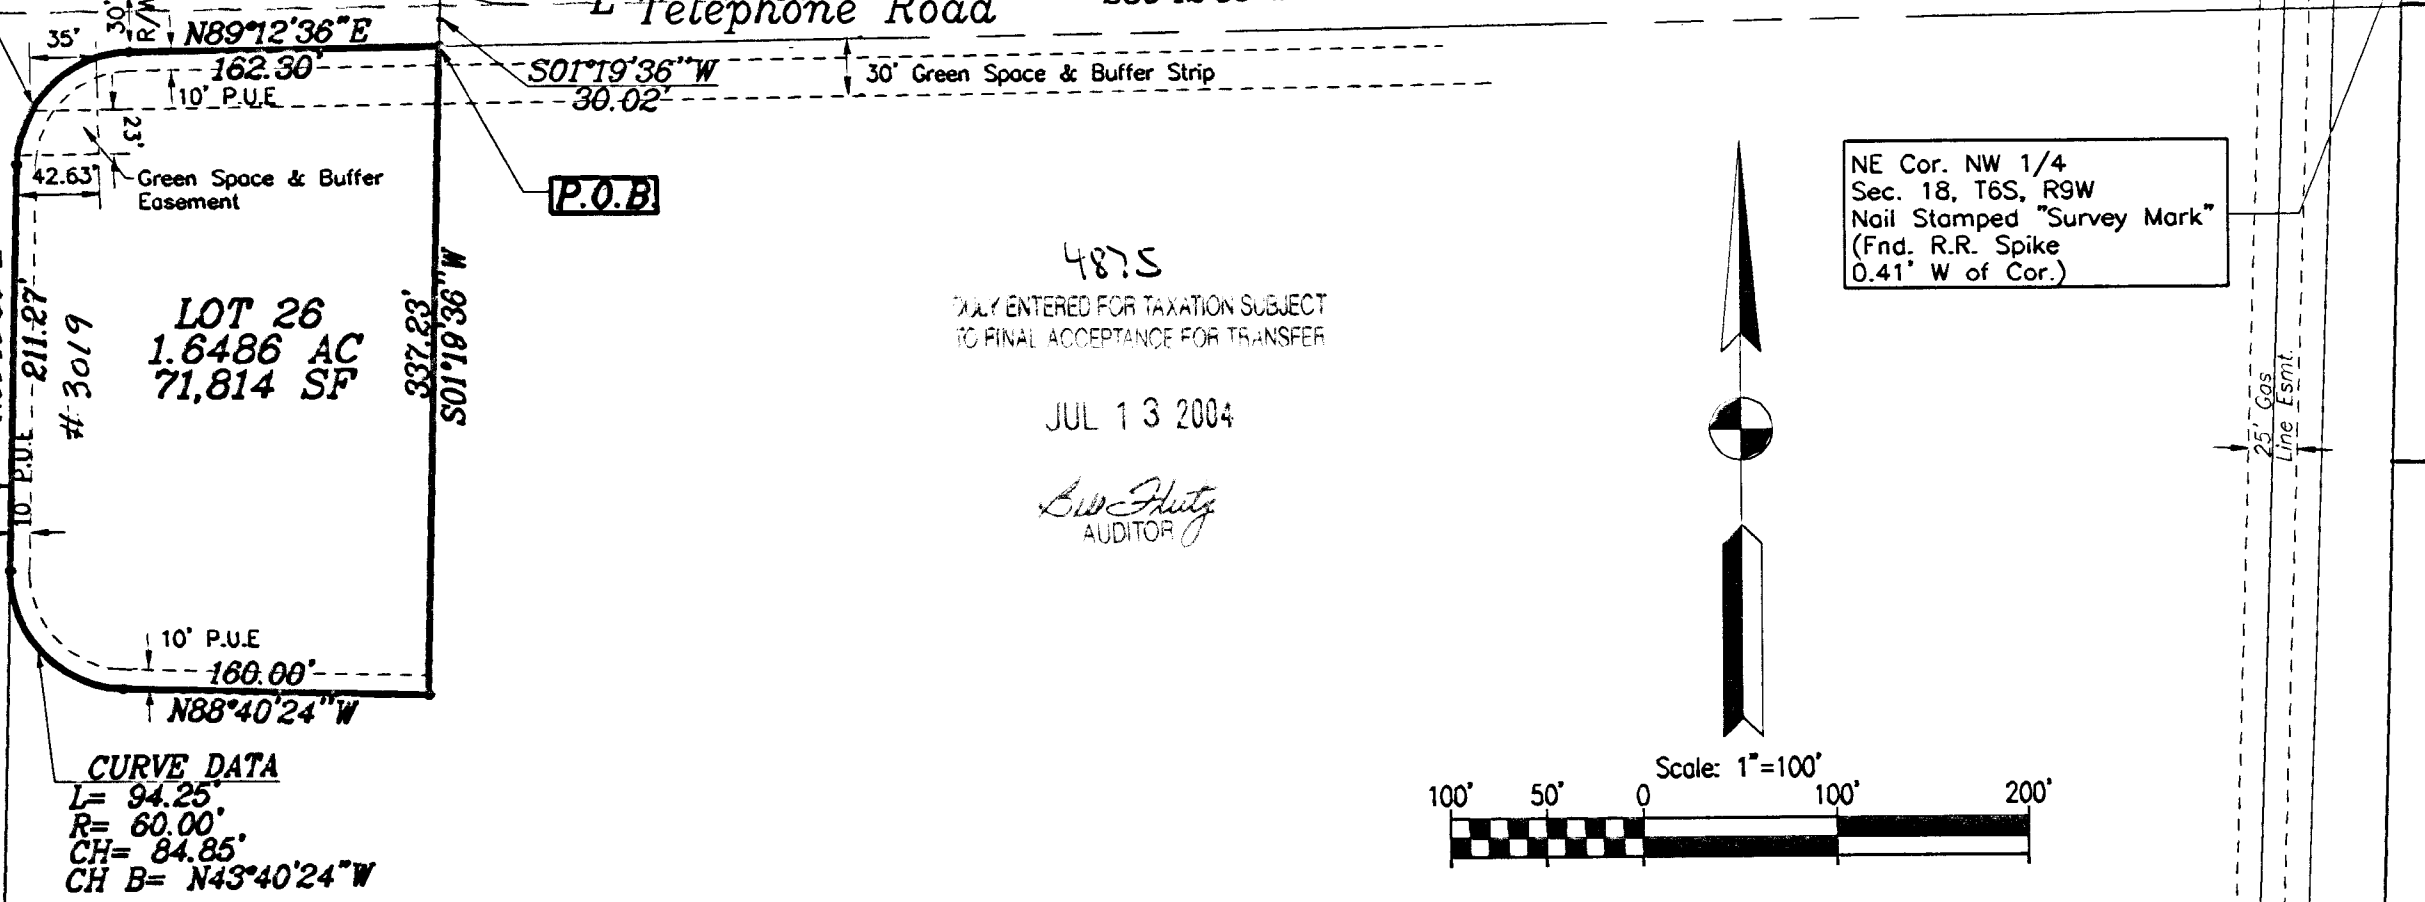 Telephone Road
35'
30'
R/W
N89°12'36"E
162.30'
10' P.U.E
S01°19'36"W
30.02'
30' Green Space & Buffer Strip
23'
42.63'
Green Space & Buffer
Easement
P.O.B.
NE Cor. NW 1/4
Sec. 18, T6S, R9W
Nail Stamped "Survey Mark"
(Fnd. R.R. Spike
0.41' W of Cor.)
211.27'
# 3019
LOT 26
1.6486 AC
71,814 SF
337.23'
S01°19'36"W
10' P.U.E
4875
DULY ENTERED FOR TAXATION SUBJECT
TO FINAL ACCEPTANCE FOR TRANSFER
JUL 13 2004
AUDITOR
25' Gas
Line Esmt.
10' P.U.E
160.00'
N88°40'24"W
CURVE DATA
L= 94.25'
R= 60.00'
CH= 84.85'
CH B= N43°40'24"W
Scale: 1"=100'
100' 50' 0 100' 200'